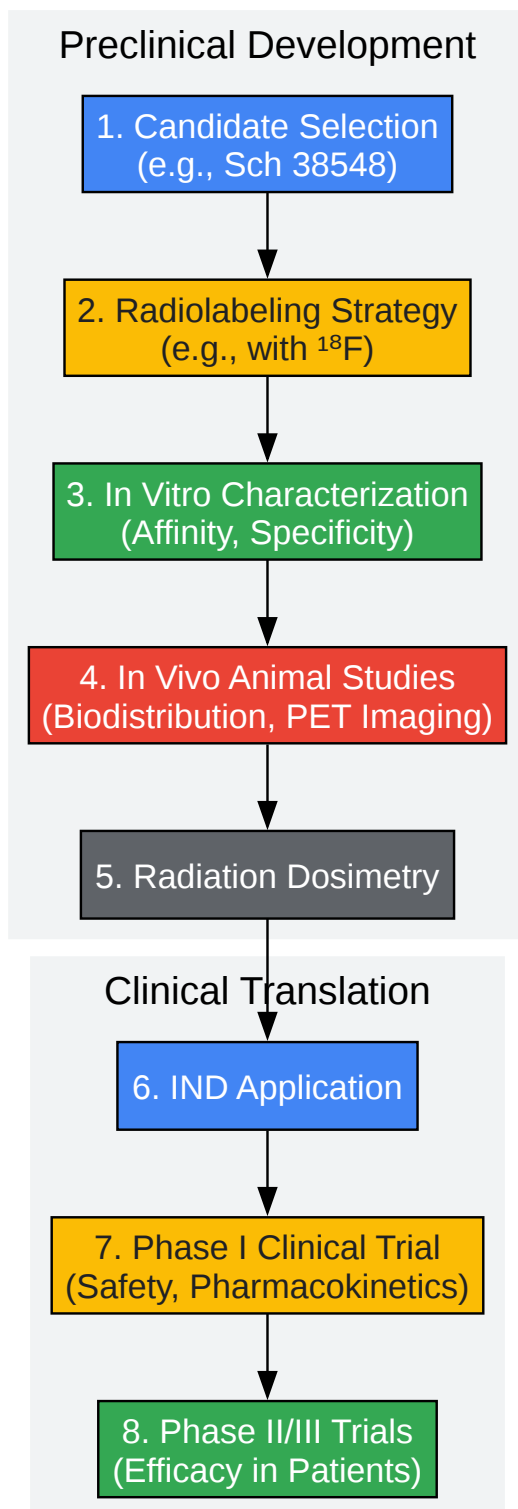 Preclinical Development
1. Candidate Selection
(e.g., Sch 38548)
2. Radiolabeling Strategy
(e.g., with ¹⁸F)
3. In Vitro Characterization
(Affinity, Specificity)
4. In Vivo Animal Studies
(Biodistribution, PET Imaging)
5. Radiation Dosimetry
Clinical Translation
6. IND Application
7. Phase I Clinical Trial
(Safety, Pharmacokinetics)
8. Phase II/III Trials
(Efficacy in Patients)